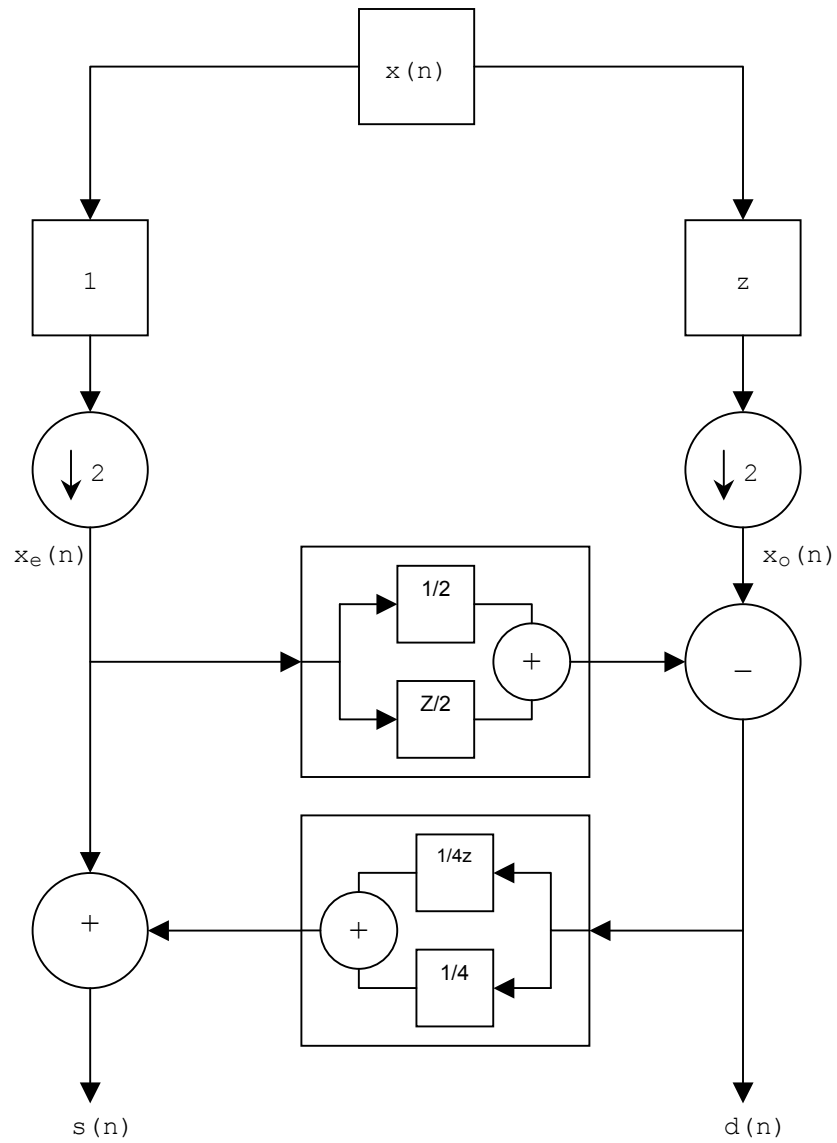 x(n)
1
z
2
2
xₑ(n)
xₒ(n)
1/2
+
−
Z/2
1/4z
+
+
1/4
s(n)
d(n)